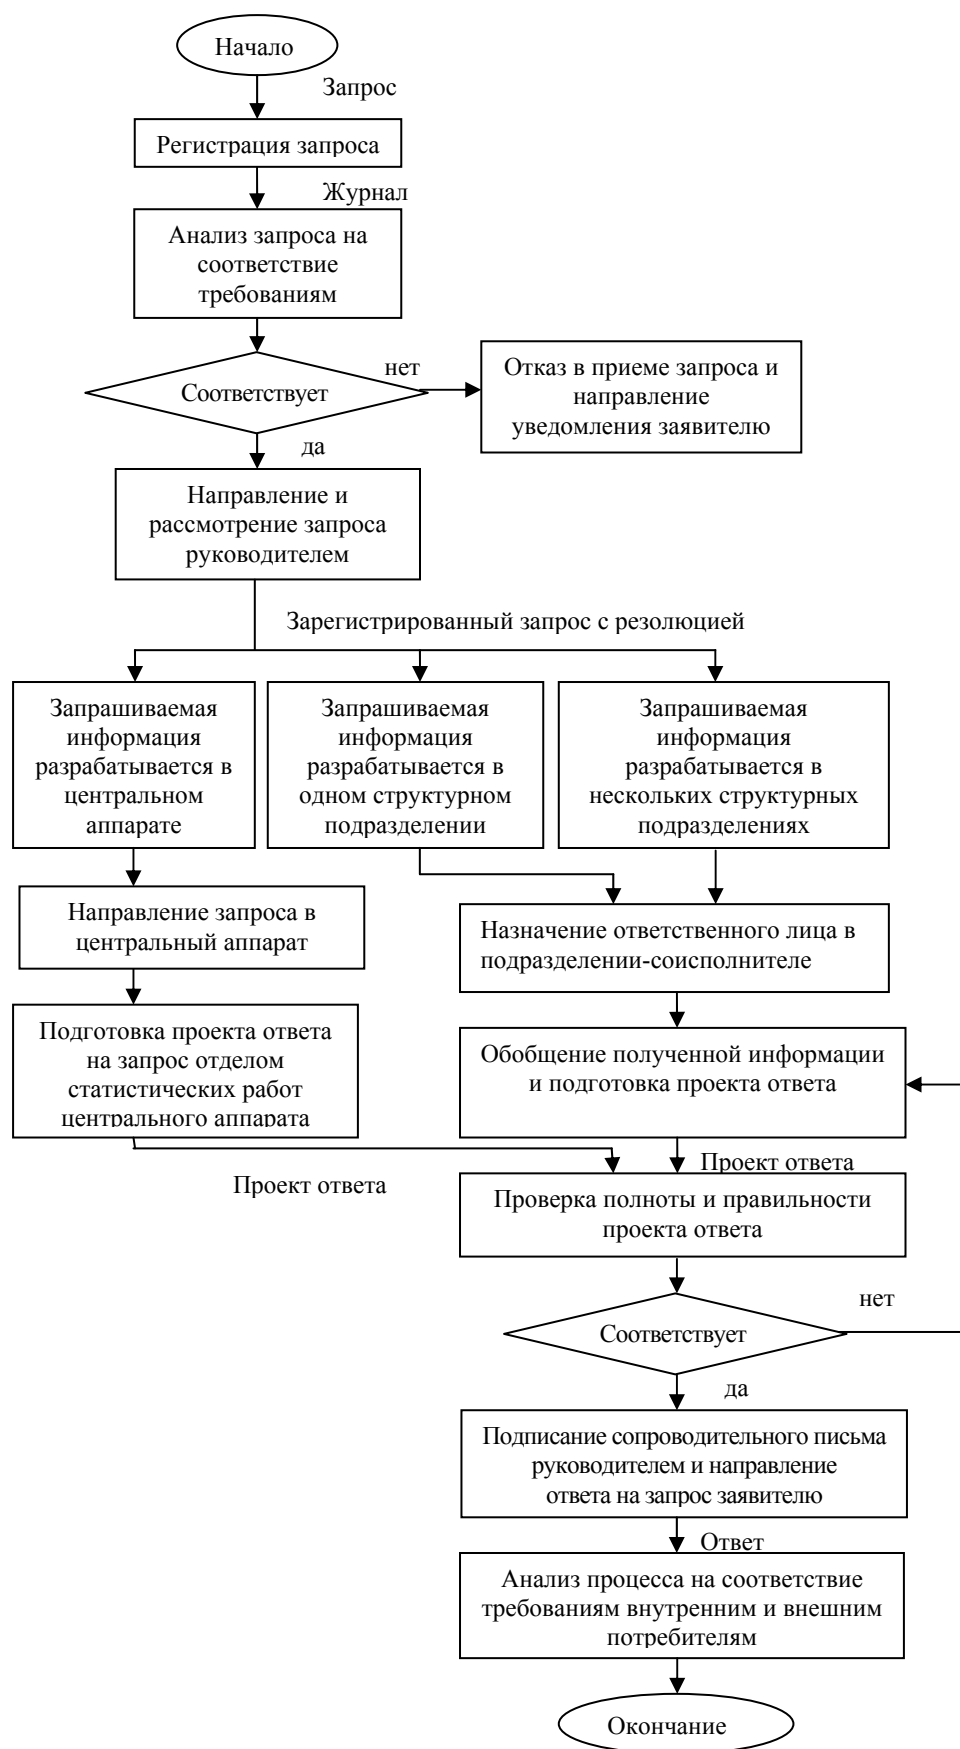 Начало
Запрос
Регистрация запроса
Журнал
Анализ запроса на
соответствие
требованиям
Соответствует
нет
Отказ в приеме запроса и
направление
уведомления заявителю
да
Направление и
рассмотрение запроса
руководителем
Зарегистрированный запрос с резолюцией
Запрашиваемая
информация
разрабатывается в
центральном
аппарате
Запрашиваемая
информация
разрабатывается в
одном структурном
подразделении
Запрашиваемая
информация
разрабатывается в
нескольких структурных
подразделениях
Направление запроса в
центральный аппарат
Назначение ответственного лица в
подразделении-соисполнителе
Подготовка проекта ответа
на запрос отделом
статистических работ
центрального аппарата
Обобщение полученной информации
и подготовка проекта ответа
Проект ответа
Проект ответа
Проверка полноты и правильности
проекта ответа
нет
Соответствует
да
Подписание сопроводительного письма
руководителем и направление
ответа на запрос заявителю
Ответ
Анализ процесса на соответствие
требованиям внутренним и внешним
потребителям
Окончание